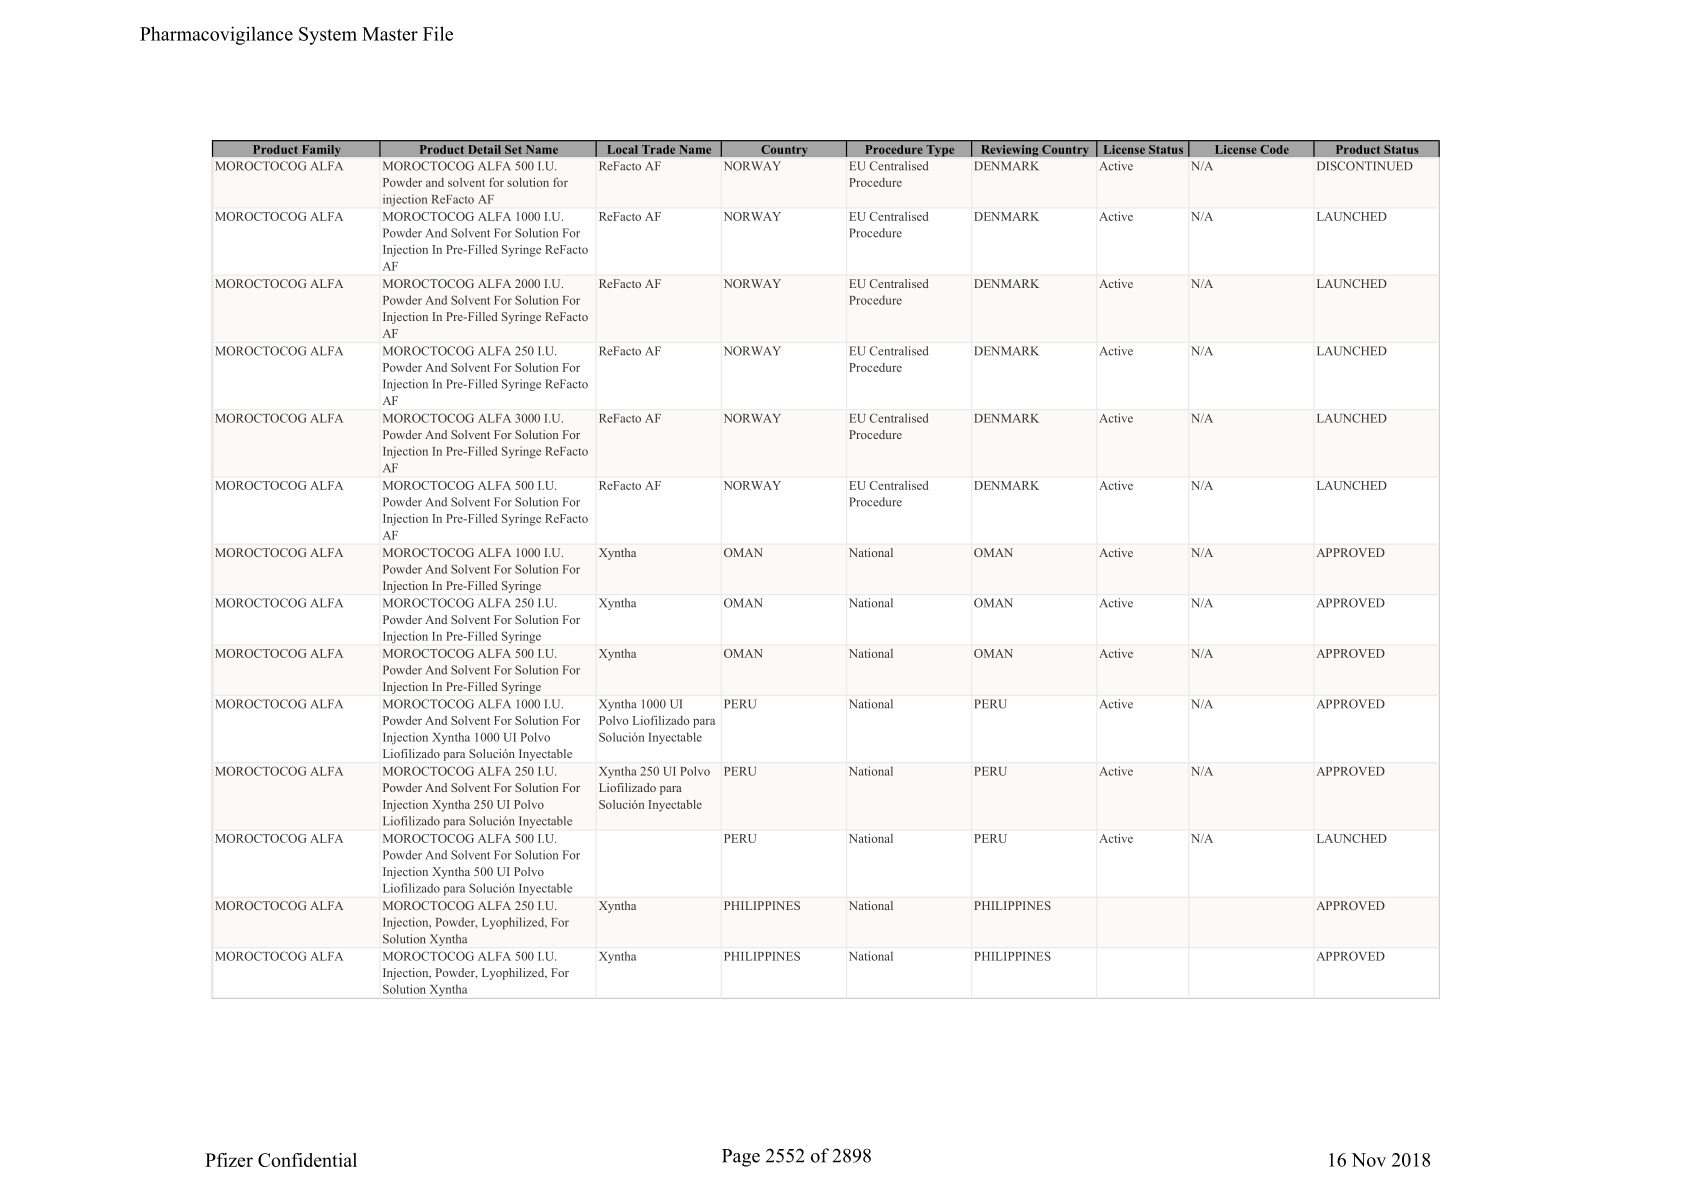 Pharmacovigilance System Master File
Product Family Product Detail Set Name Local Trade Name Country Procedure Type Reviewing Country License Status License Code Product Status
MOROCTOCOG ALFA MOROCTOCOG ALFA 500 I.U. ReFacto AF NORWAY EU Centralised DENMARK Active N/A DISCONTINUED
Powder and solvent for solution for Procedure
injection ReFacto AF
MOROCTOCOG ALFA MOROCTOCOG ALFA 1000 I.U. ReFacto AF NORWAY EU Centralised DENMARK Active N/A LAUNCHED
Powder And Solvent For Solution For Procedure
Injection In Pre-Filled Syringe ReFacto
AF
MOROCTOCOG ALFA MOROCTOCOG ALFA 2000 I.U. ReFacto AF NORWAY EU Centralised DENMARK Active N/A LAUNCHED
Powder And Solvent For Solution For Procedure
Injection In Pre-Filled Syringe ReFacto
AF
MOROCTOCOG ALFA MOROCTOCOG ALFA 250 I.U. ReFacto AF NORWAY EU Centralised DENMARK Active N/A LAUNCHED
Powder And Solvent For Solution For Procedure
Injection In Pre-Filled Syringe ReFacto
AF
MOROCTOCOG ALFA MOROCTOCOG ALFA 3000 I.U. ReFacto AF NORWAY EU Centralised DENMARK Active N/A LAUNCHED
Powder And Solvent For Solution For Procedure
Injection In Pre-Filled Syringe ReFacto
AF
MOROCTOCOG ALFA MOROCTOCOG ALFA 500 I.U. ReFacto AF NORWAY EU Centralised DENMARK Active N/A LAUNCHED
Powder And Solvent For Solution For Procedure
Injection In Pre-Filled Syringe ReFacto
AF
MOROCTOCOG ALFA MOROCTOCOG ALFA 1000 I.U. Xyntha OMAN National OMAN Active N/A APPROVED
Powder And Solvent For Solution For
Injection In Pre-Filled Syringe
MOROCTOCOG ALFA MOROCTOCOG ALFA 250 I.U. Xyntha OMAN National OMAN Active N/A APPROVED
Powder And Solvent For Solution For
Injection In Pre-Filled Syringe
MOROCTOCOG ALFA MOROCTOCOG ALFA 500 I.U. Xyntha OMAN National OMAN Active N/A APPROVED
Powder And Solvent For Solution For
Injection In Pre-Filled Syringe
MOROCTOCOG ALFA MOROCTOCOG ALFA 1000 I.U. Xyntha 1000 UI PERU National PERU Active N/A APPROVED
Powder And Solvent For Solution For Polvo Liofilizado para
Injection Xyntha 1000 UI Polvo Solución Inyectable
Liofilizado para Solución Inyectable
MOROCTOCOG ALFA MOROCTOCOG ALFA 250 I.U. Xyntha 250 UI Polvo PERU National PERU Active N/A APPROVED
Powder And Solvent For Solution For Liofilizado para
Injection Xyntha 250 UI Polvo Solución Inyectable
Liofilizado para Solución Inyectable
MOROCTOCOG ALFA MOROCTOCOG ALFA 500 I.U. PERU National PERU Active N/A LAUNCHED
Powder And Solvent For Solution For
Injection Xyntha 500 UI Polvo
Liofilizado para Solución Inyectable
MOROCTOCOG ALFA MOROCTOCOG ALFA 250 I.U. Xyntha PHILIPPINES National PHILIPPINES APPROVED
Injection, Powder, Lyophilized, For
Solution Xyntha
MOROCTOCOG ALFA MOROCTOCOG ALFA 500 I.U. Xyntha PHILIPPINES National PHILIPPINES APPROVED
Injection, Powder, Lyophilized, For
Solution Xyntha
Pfizer Confidential Page 2552 of 2898 16 Nov 2018